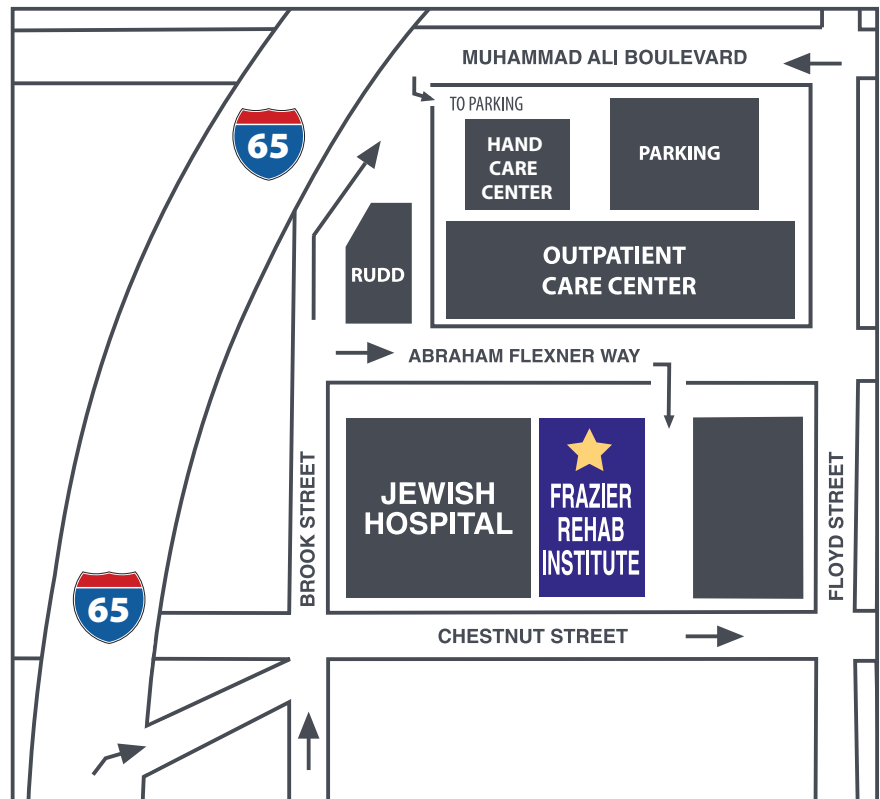 MUHAMMAD ALI BOULEVARD
TO PARKING
65
HAND
CARE
CENTER
PARKING
RUDD
OUTPATIENT
CARE CENTER
ABRAHAM FLEXNER WAY
BROOK STREET
JEWISH
HOSPITAL
FRAZIER
REHAB
INSTITUTE
FLOYD STREET
65
CHESTNUT STREET